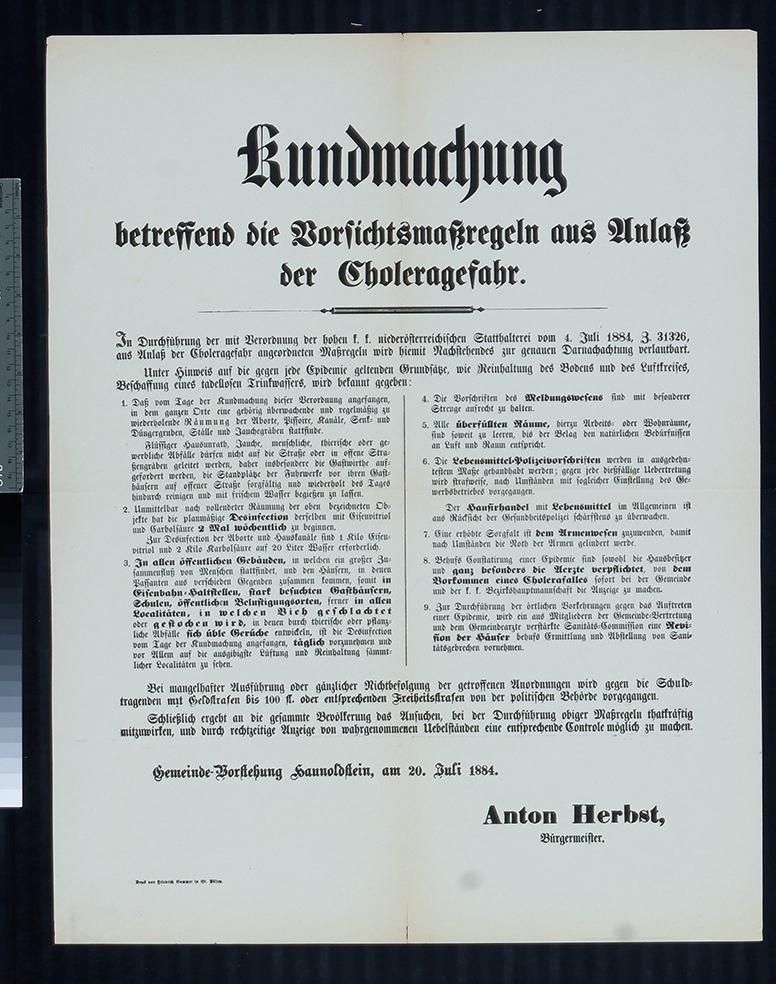 Kundmachung
betreffend die Vorsichtsmaßregeln aus Anlaß
der Choleragefahr.
In Durchführung der mit Verordnung der hohen k. k. niederösterreichischen Statthalterei vom 4. Juli 1884, Z. 31326,
aus Anlaß der Choleragefahr angeordneten Maßregeln wird hiemit Nachstehendes zur genauen Darnachachtung verlautbart.
Unter Hinweis auf die gegen jede Epidemie geltenden Grundsätze, wie Reinhaltung des Bodens und des Luftkreises,
Beschaffung eines tadellosen Trinkwassers, wird bekannt gegeben:
1. Daß vom Tage der Kundmachung dieser Verordnung angefangen,
in dem ganzen Orte eine gehörig überwachende und regelmäßig zu
wiederholende Räumung der Aborte, Pissoire, Kanäle, Senk- und
Düngergruben, Ställe und Jauchegräben stattfinde.
Flüssiger Hausunrath, Jauche, menschliche, thierische oder ge-
werbliche Abfälle dürfen nicht auf die Straße oder in offene Stra-
ßengräben geleitet werden, daher insbesondere die Gastwirthe auf-
gefordert werden, die Standplätze der Fuhrwerke vor ihren Gast-
häusern auf offener Straße sorgfältig und wiederholt des Tages
hindurch reinigen und mit frischem Wasser begießen zu lassen.
2. Unmittelbar nach vollendeter Räumung der oben bezeichneten Ob-
jekte hat die planmäßige Desinfection derselben mit Eisenvitriol
und Carbolsäure 2 Mal wöchentlich zu beginnen.
Zur Desinfection der Aborte und Hauskanäle sind 1 Kilo Eisen-
vitriol und 2 Kilo Karbolsäure auf 20 Liter Wasser erforderlich.
3. In allen öffentlichen Gebäuden, in welchen ein großer Zu-
sammenfluß von Menschen stattfindet, und den Häusern, in denen
Passanten aus verschieden Gegenden zusammen kommen, somit in
Eisenbahn-Haltstellen, stark besuchten Gasthäusern,
Schulen, öffentlichen Belustigungsorten, ferner in allen
Localitäten, in welchen Vieh geschlachtet
oder gestochen wird, in denen durch thierische oder pflanz-
liche Abfälle sich üble Gerüche entwickeln, ist die Desinfection
vom Tage der Kundmachung angefangen, täglich vorzunehmen und
vor Allem auf die ausgibigste Lüftung und Reinhaltung sämmt-
licher Localitäten zu sehen.
4. Die Vorschriften des Meldungswesens sind mit besonderer
Strenge aufrecht zu halten.
5. Alle überfüllten Räume, hierzu Arbeits- oder Wohnräume,
sind soweit zu leeren, bis der Belag den natürlichen Bedürfnissen
an Luft und Raum entspricht.
6. Die Lebensmittel-Polizeivorschriften werden in ausgedehn-
testem Maße gehandhabt werden; gegen jede dießfällige Uebertretung
wird strafweise, nach Umständen mit sogleicher Einstellung des Ge-
werbsbetriebes vorgegangen.
Der Hausirhandel mit Lebensmitteln im Allgemeinen ist
aus Rücksicht der Gesundheitspolizei schärfstens zu überwachen.
7. Eine erhöhte Sorgfalt ist dem Armenwesen zuzuwenden, damit
nach Umständen die Noth der Armen gelindert werde.
8. Behufs Constatirung einer Epidemie sind sowohl die Hausbesitzer
und ganz besonders die Aerzte verpflichtet, von dem
Vorkommen eines Cholerafalles sofort bei der Gemeinde
und der k. k. Bezirkshauptmannschaft die Anzeige zu machen.
9. Zur Durchführung der örtlichen Vorkehrungen gegen das Auftreten
einer Epidemie, wird ein aus Mitgliedern der Gemeinde-Vertretung
und dem Gemeindearzte verstärkte Sanitäts-Commission eine Revi-
sion der Häuser behufs Ermittlung und Abstellung von Sani-
tätsgebrechen vornehmen.
Bei mangelhafter Ausführung oder gänzlicher Nichtbefolgung der getroffenen Anordnungen wird gegen die Schuld-
tragenden mit Geldstrafen bis 100 fl. oder entsprechenden Freiheitsstrafen von der politischen Behörde vorgegangen.
Schließlich ergeht an die gesammte Bevölkerung das Ansuchen, bei der Durchführung obiger Maßregeln thatkräftig
mitzuwirken, und durch rechtzeitige Anzeige von wahrgenommenen Uebelständen eine entsprechende Controle möglich zu machen.
Gemeinde-Vorstehung Haunoldstein, am 20. Juli 1884.
Anton Herbst,
Bürgermeister.
Druck von Friedrich Sommer in St. Pölten.